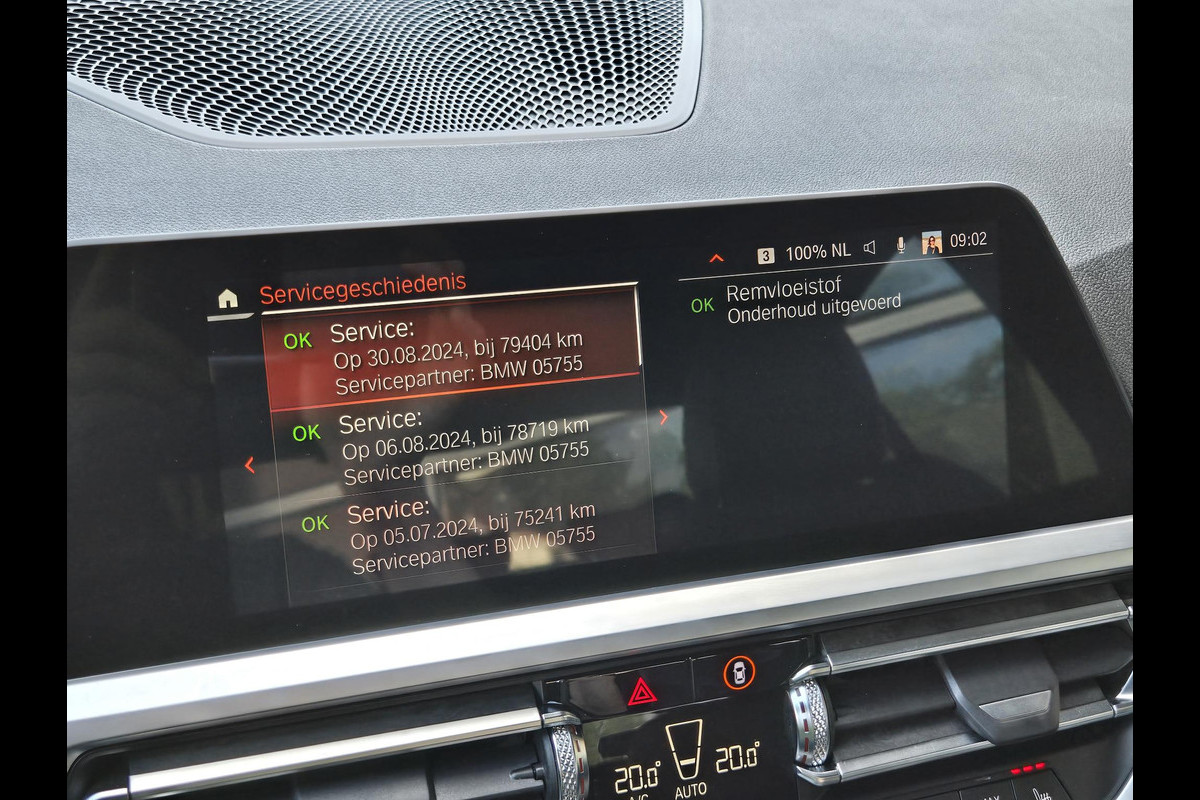 Servicegeschiedenis
3 100% NL 09:02
OK Service:
Op 30.08.2024, bij 79404 km
Servicepartner: BMW 05755
OK Service:
Op 06.08.2024, bij 78719 km
Servicepartner: BMW 05755
OK Service:
Op 05.07.2024, bij 75241 km
Servicepartner: BMW 05755
OK Remvloeistof
Onderhoud uitgevoerd
20.0° 20.0°
A/C AUTO